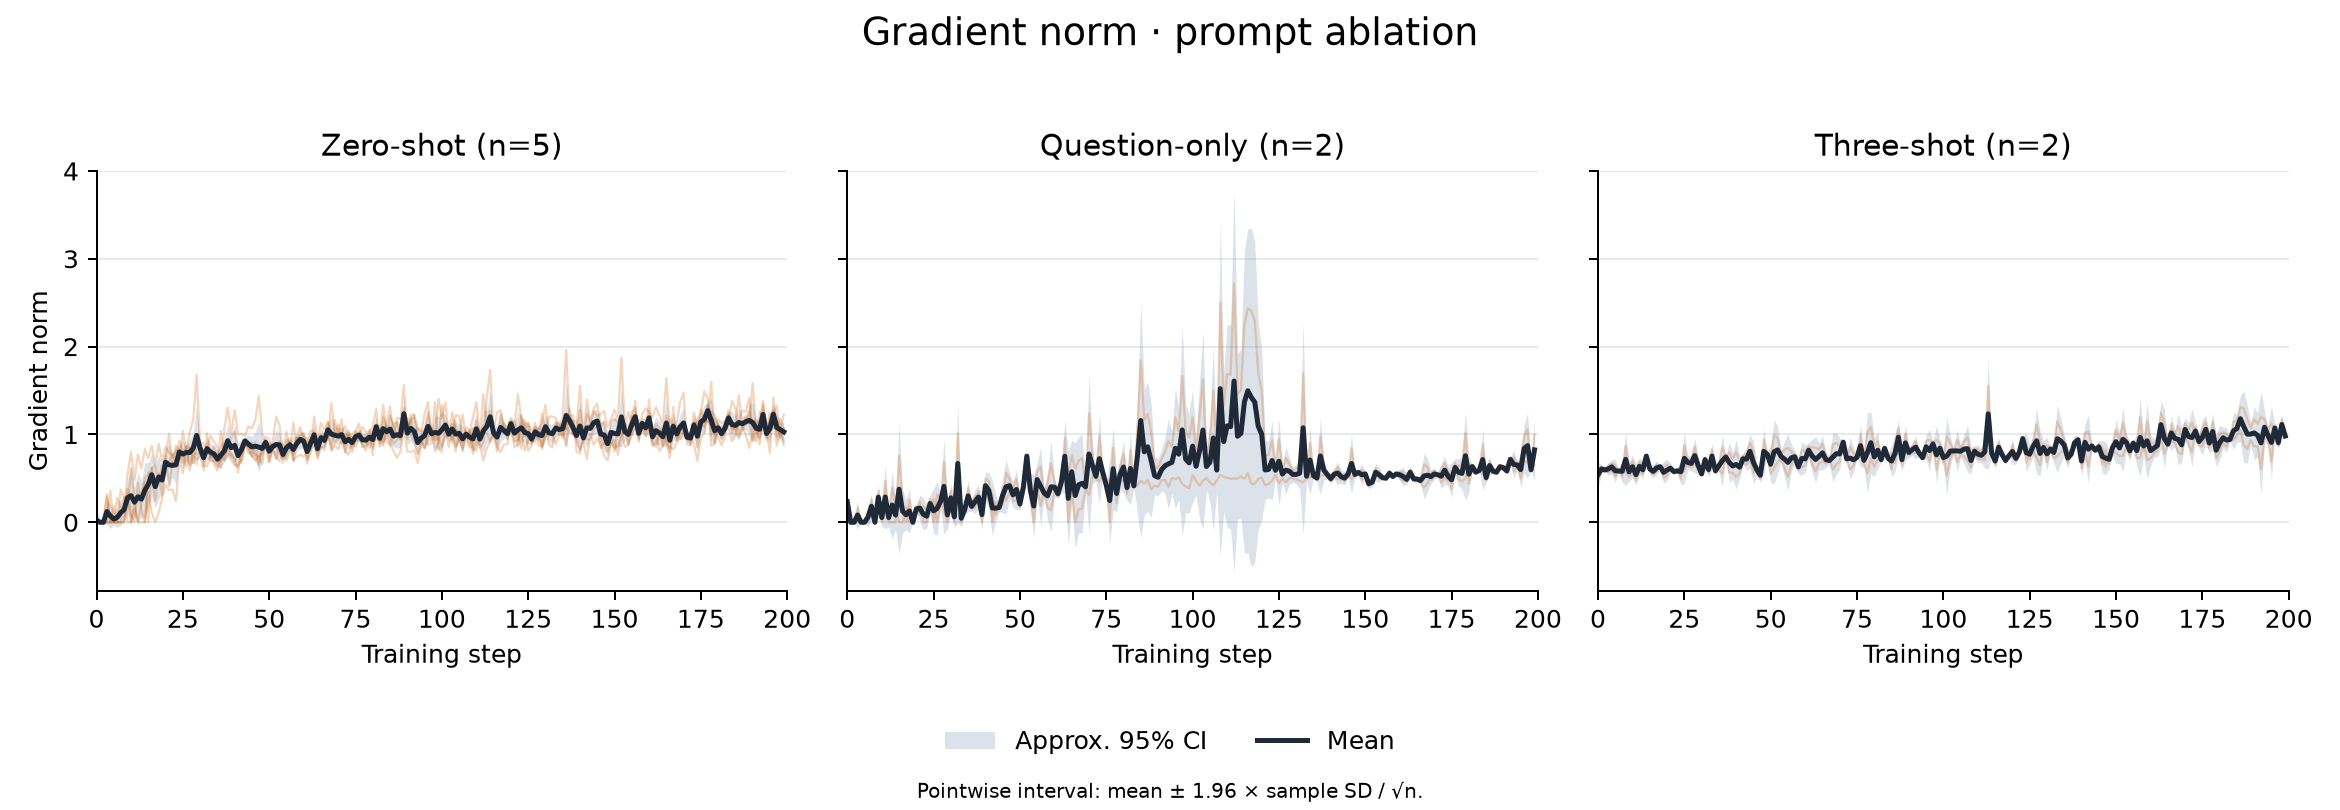 Gradient norm · prompt ablation
Zero-shot (n=5)
Question-only (n=2)
Three-shot (n=2)
Gradient norm
4
3
2
1
0
0 25 50 75 100 125 150 175 200
0 25 50 75 100 125 150 175 200
0 25 50 75 100 125 150 175 200
Training step
Training step
Training step
Approx. 95% CI
Mean
Pointwise interval: mean ± 1.96 × sample SD / √n.